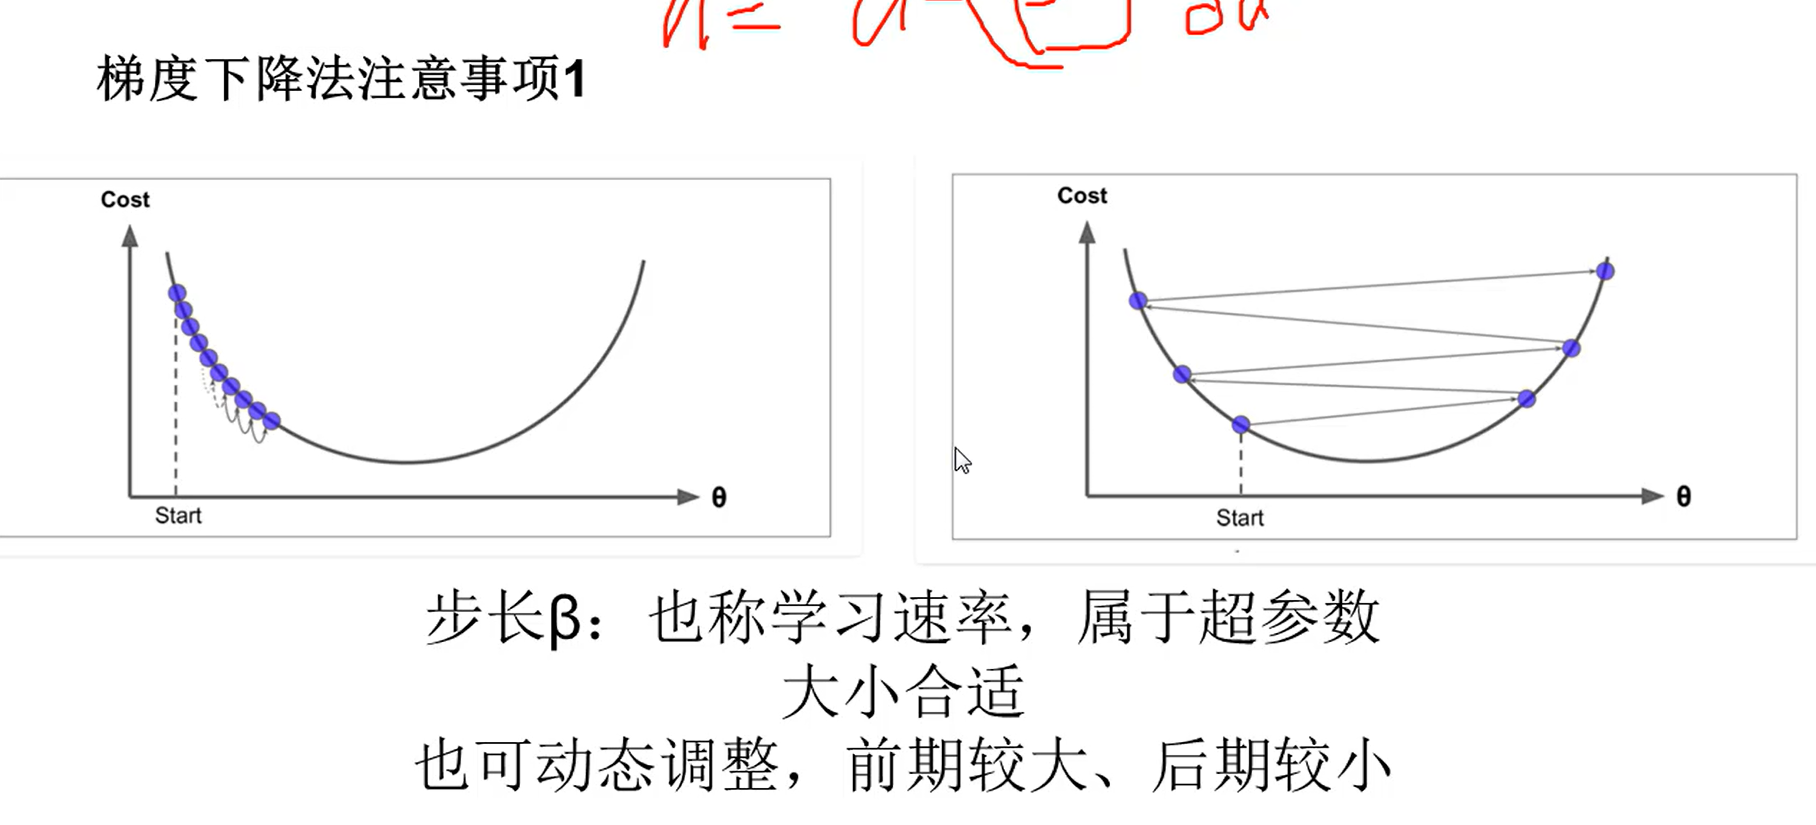 梯度下降法注意事项1
Cost
θ
Start
Cost
θ
Start
步长β：也称学习速率，属于超参数
大小合适
也可动态调整，前期较大、后期较小